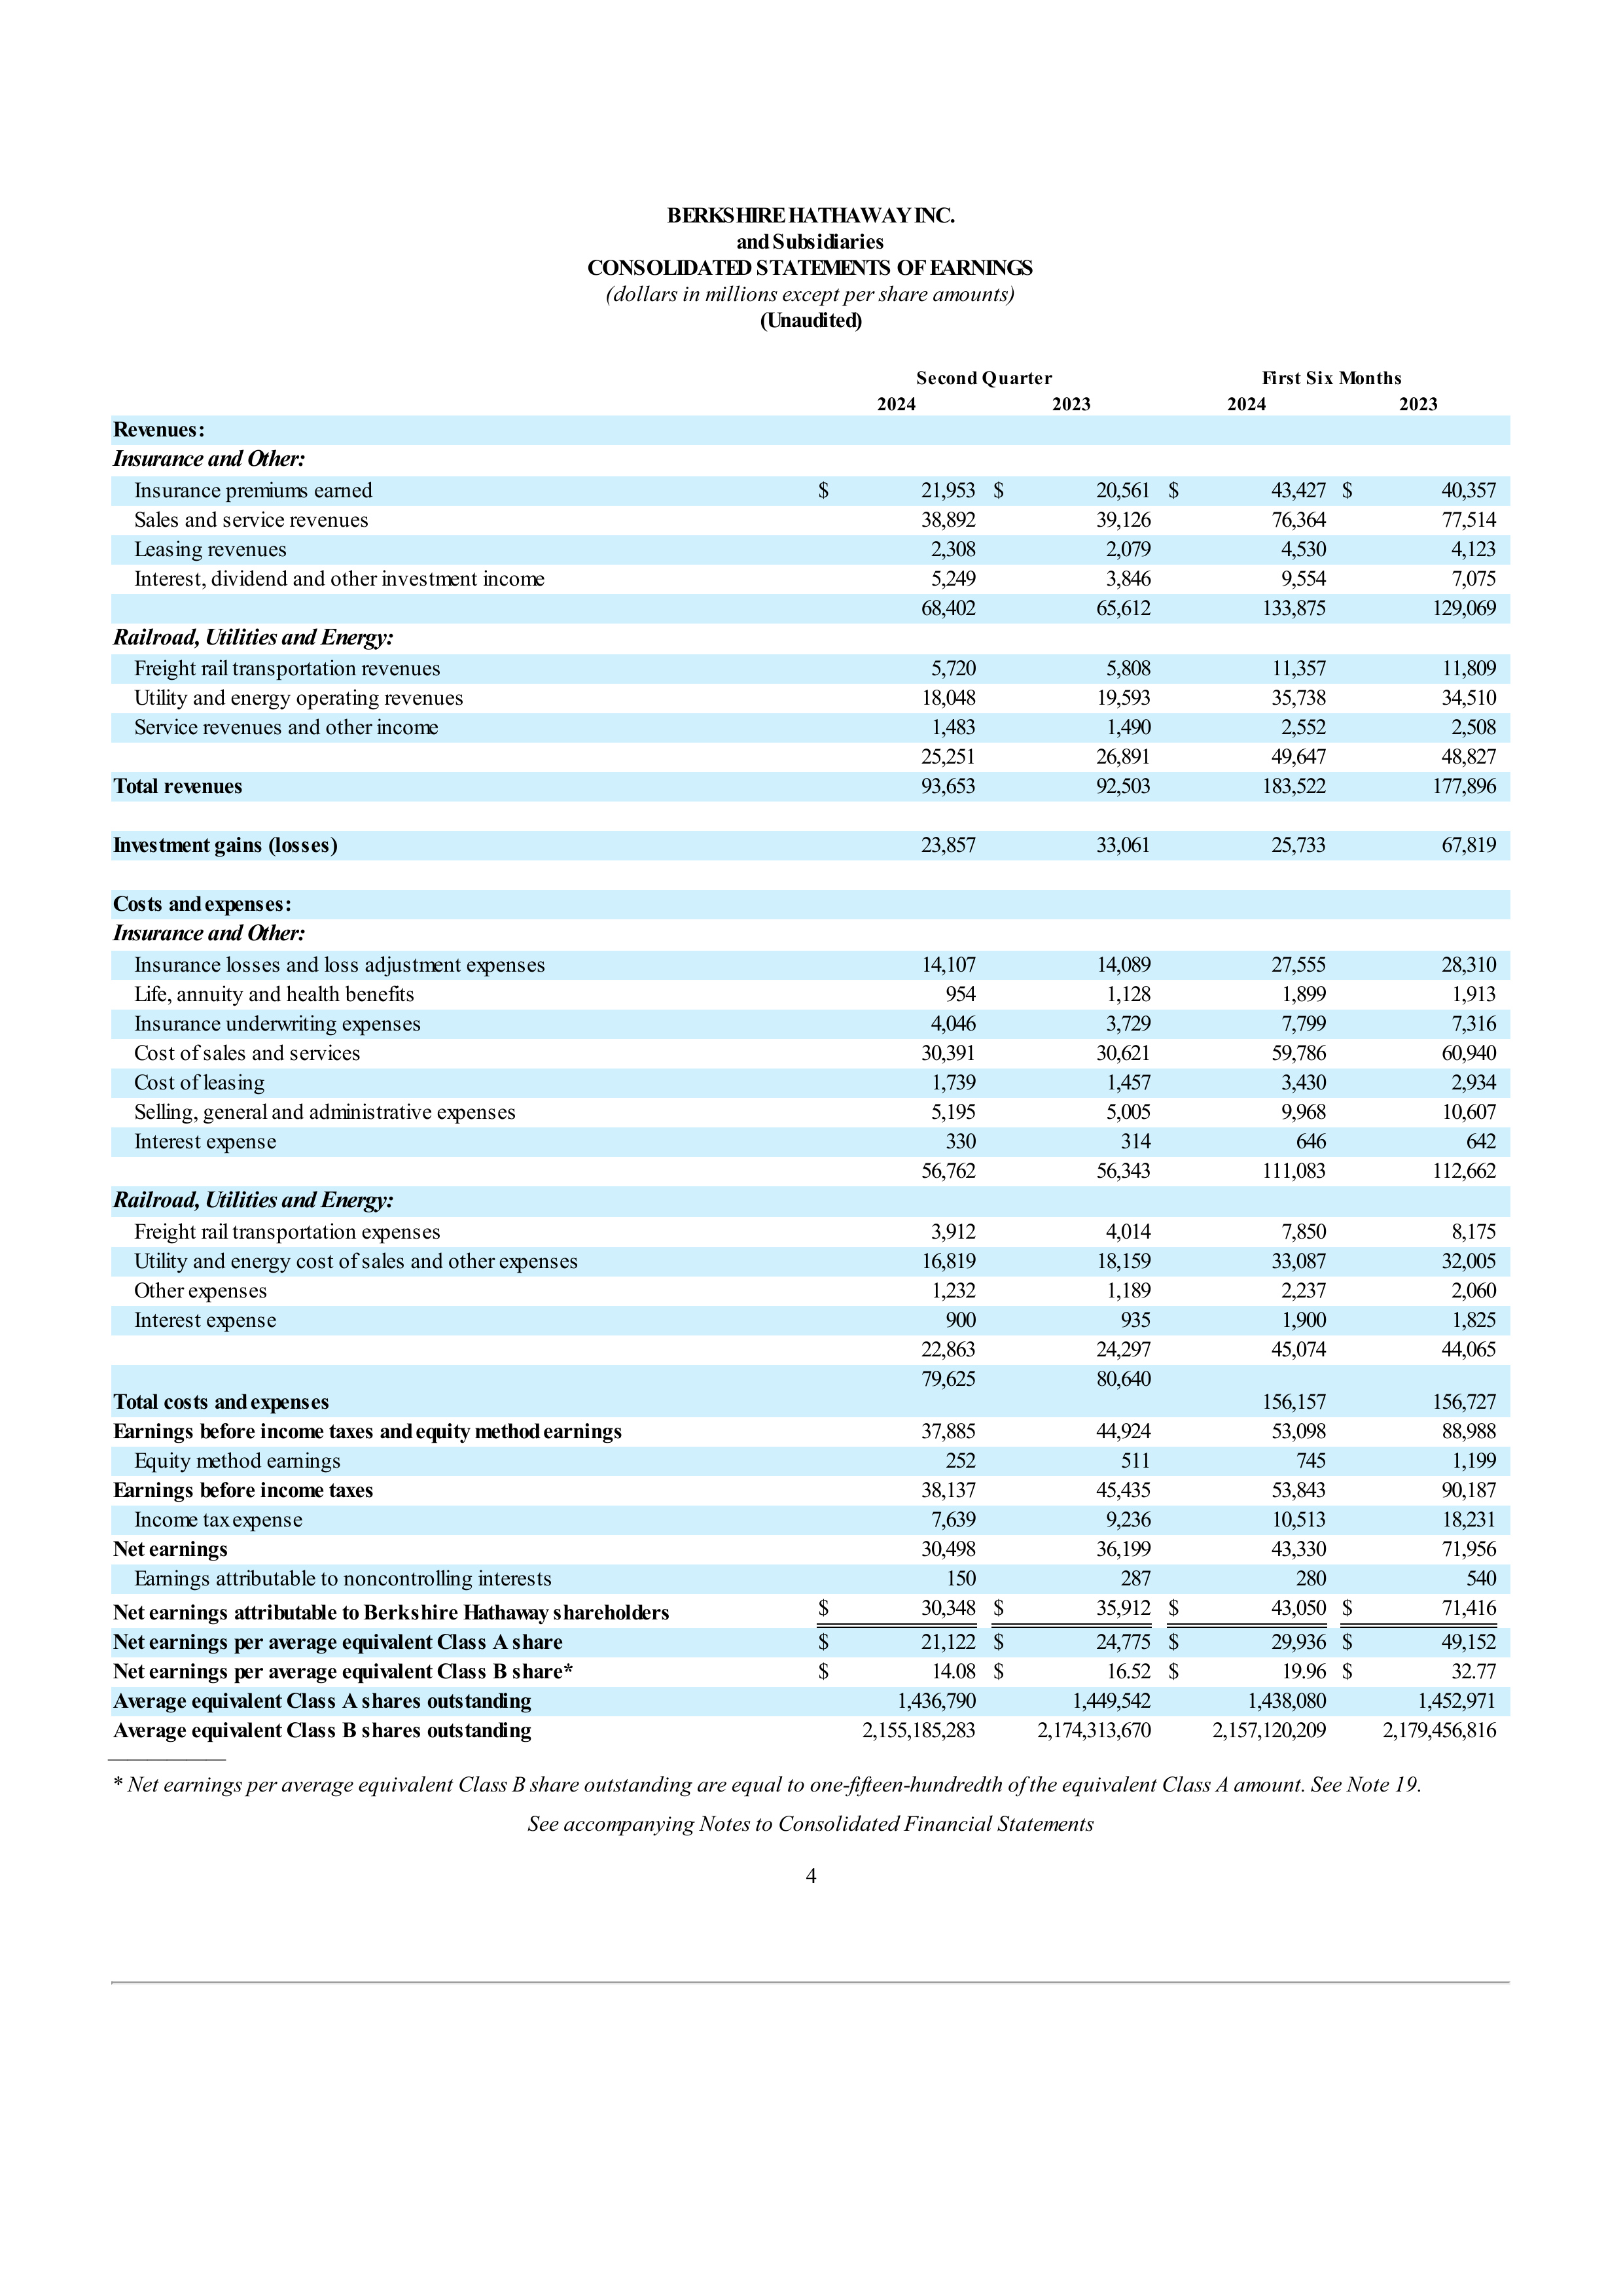 BERKSHIRE HATHAWAY INC.
and Subsidiaries
CONSOLIDATED STATEMENTS OF EARNINGS
(dollars in millions except per share amounts)
(Unaudited)
Second Quarter First Six Months
2024 2023 2024 2023
Revenues:
Insurance and Other:
Insurance premiums earned $ 21,953 $ 20,561 $ 43,427 $ 40,357
Sales and service revenues 38,892 39,126 76,364 77,514
Leasing revenues 2,308 2,079 4,530 4,123
Interest, dividend and other investment income 5,249 3,846 9,554 7,075
68,402 65,612 133,875 129,069
Railroad, Utilities and Energy:
Freight rail transportation revenues 5,720 5,808 11,357 11,809
Utility and energy operating revenues 18,048 19,593 35,738 34,510
Service revenues and other income 1,483 1,490 2,552 2,508
25,251 26,891 49,647 48,827
Total revenues 93,653 92,503 183,522 177,896
Investment gains (losses) 23,857 33,061 25,733 67,819
Costs and expenses:
Insurance and Other:
Insurance losses and loss adjustment expenses 14,107 14,089 27,555 28,310
Life, annuity and health benefits 954 1,128 1,899 1,913
Insurance underwriting expenses 4,046 3,729 7,799 7,316
Cost of sales and services 30,391 30,621 59,786 60,940
Cost of leasing 1,739 1,457 3,430 2,934
Selling, general and administrative expenses 5,195 5,005 9,968 10,607
Interest expense 330 314 646 642
56,762 56,343 111,083 112,662
Railroad, Utilities and Energy:
Freight rail transportation expenses 3,912 4,014 7,850 8,175
Utility and energy cost of sales and other expenses 16,819 18,159 33,087 32,005
Other expenses 1,232 1,189 2,237 2,060
Interest expense 900 935 1,900 1,825
22,863 24,297 45,074 44,065
79,625 80,640
Total costs and expenses 156,157 156,727
Earnings before income taxes and equity method earnings 37,885 44,924 53,098 88,988
Equity method earnings 252 511 745 1,199
Earnings before income taxes 38,137 45,435 53,843 90,187
Income tax expense 7,639 9,236 10,513 18,231
Net earnings 30,498 36,199 43,330 71,956
Earnings attributable to noncontrolling interests 150 287 280 540
Net earnings attributable to Berkshire Hathaway shareholders $ 30,348 $ 35,912 $ 43,050 $ 71,416
Net earnings per average equivalent Class A share $ 21,122 $ 24,775 $ 29,936 $ 49,152
Net earnings per average equivalent Class B share* $ 14.08 $ 16.52 $ 19.96 $ 32.77
Average equivalent Class A shares outstanding 1,436,790 1,449,542 1,438,080 1,452,971
Average equivalent Class B shares outstanding 2,155,185,283 2,174,313,670 2,157,120,209 2,179,456,816
* Net earnings per average equivalent Class B share outstanding are equal to one-fifteen-hundredth of the equivalent Class A amount. See Note 19.
See accompanying Notes to Consolidated Financial Statements
4